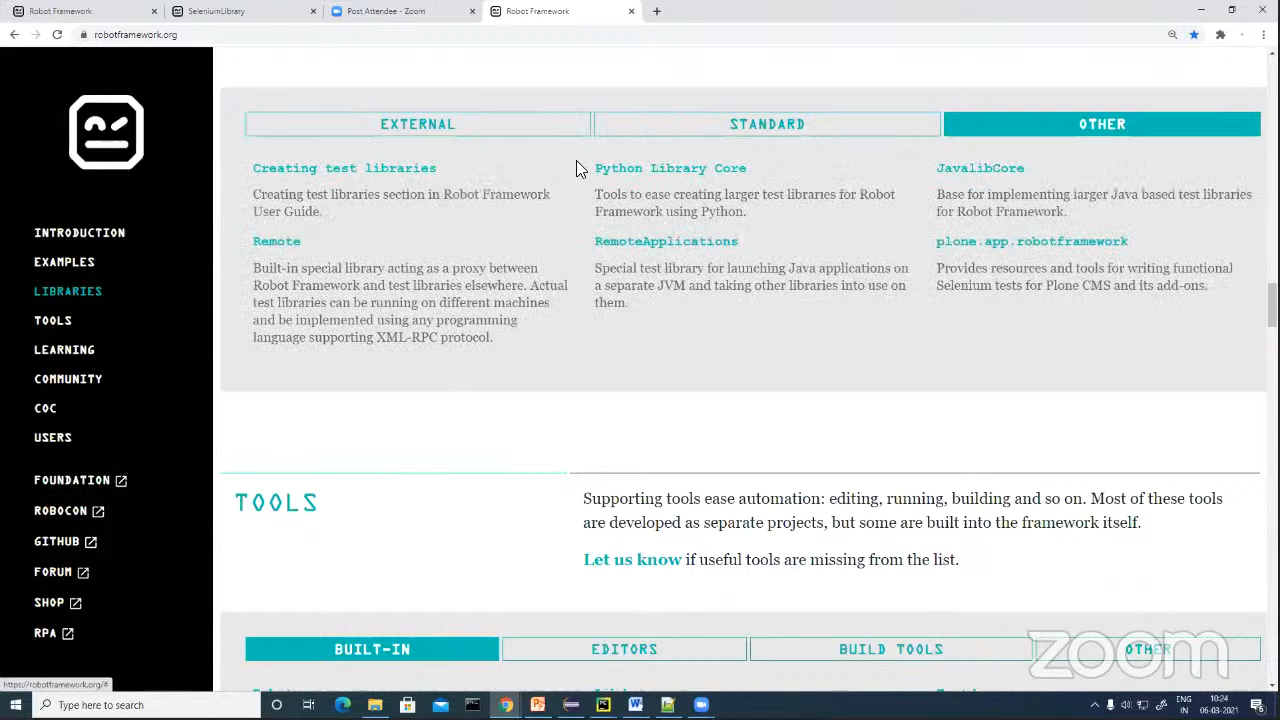 Robot Framework
SeleniumLibrary
Post Attendee - Zoom
Robot Framework
robotframework.org
EXTERNAL
STANDARD
OTHER
Creating test libraries
Creating test libraries section in Robot Framework
User Guide.
Python Library Core
Tools to ease creating larger test libraries for Robot
Framework using Python.
JavalibCore
Base for implementing larger Java based test libraries
for Robot Framework.
Remote
Built-in special library acting as a proxy between
Robot Framework and test libraries elsewhere. Actual
test libraries can be running on different machines
and be implemented using any programming
language supporting XML-RPC protocol.
RemoteApplications
Special test library for launching Java applications on
a separate JVM and taking other libraries into use on
them.
plone.app.robotframework
Provides resources and tools for writing functional
Selenium tests for Plone CMS and its add-ons.
INTRODUCTION
EXAMPLES
LIBRARIES
TOOLS
LEARNING
COMMUNITY
COC
USERS
FOUNDATION
ROBOCON
GITHUB
FORUM
SHOP
RPA
TOOLS
Supporting tools ease automation: editing, running, building and so on. Most of these tools
are developed as separate projects, but some are built into the framework itself.
Let us know if useful tools are missing from the list.
BUILT-IN
EDITORS
BUILD TOOLS
OTHER
zoom
https://robotframework.org/#
Type here to search
ENG
IN
10:24
06-08-2021